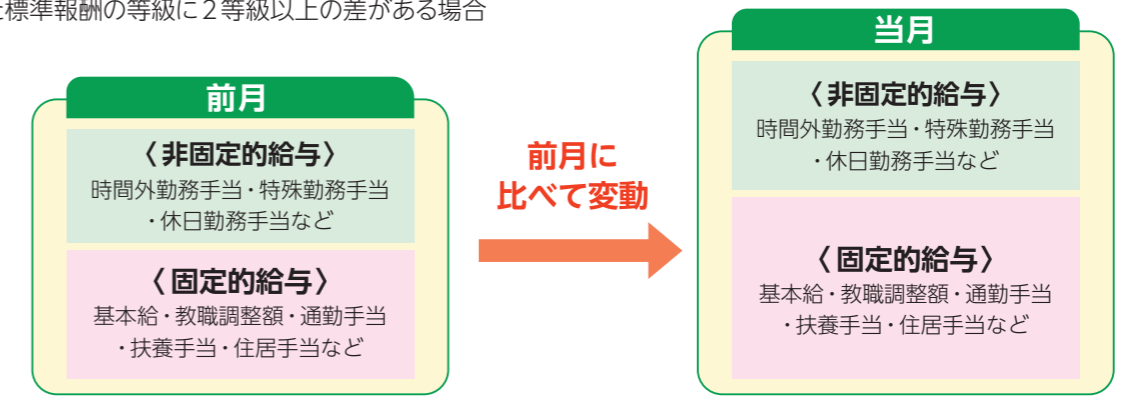 標準報酬の等級に２等級以上の差がある場合
前月
〈非固定的給与〉
時間外勤務手当・特殊勤務手当
・休日勤務手当など
〈固定的給与〉
基本給・教職調整額・通勤手当
・扶養手当・住居手当など
前月に
比べて変動
当月
〈非固定的給与〉
時間外勤務手当・特殊勤務手当
・休日勤務手当など
〈固定的給与〉
基本給・教職調整額・通勤手当
・扶養手当・住居手当など